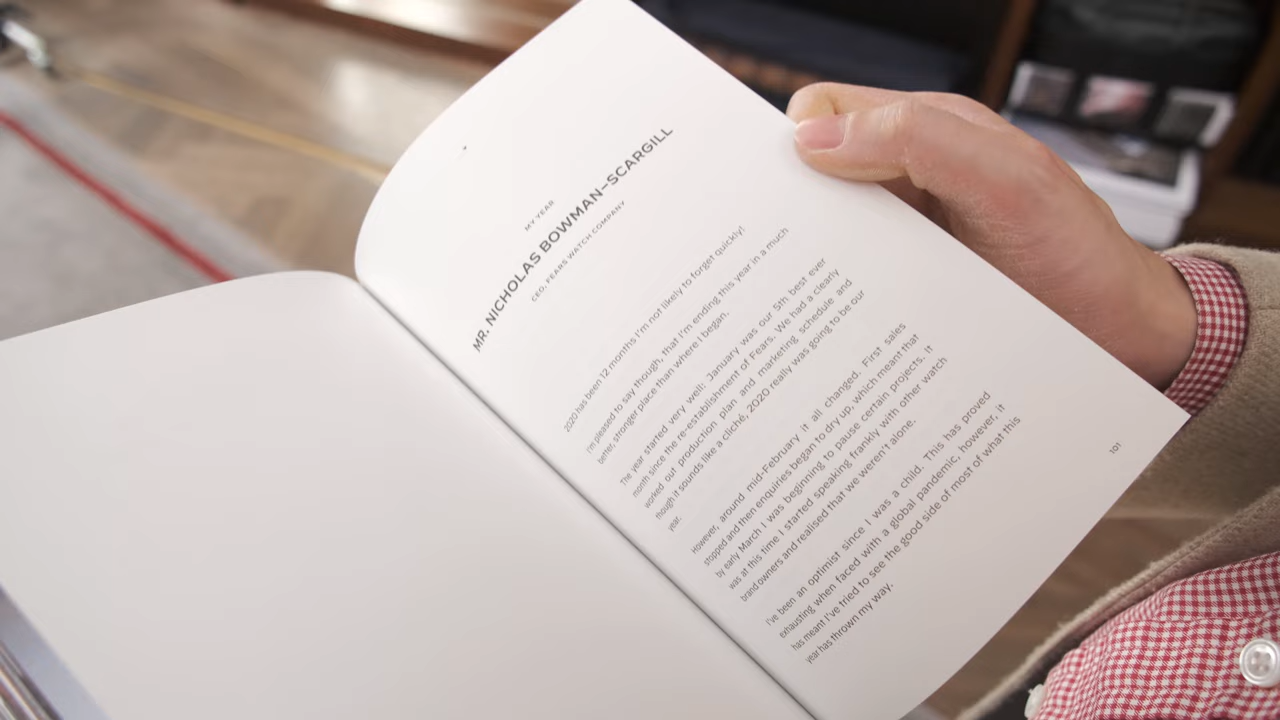 MY YEAR
MR. NICHOLAS BOWMAN-SCARGILL
CEO, FEARS WATCH COMPANY
2020 has been 12 months I'm not likely to forget quickly!
I'm pleased to say though, that I'm ending this year in a much
better, stronger place than where I began.
The year started very well: January was our 5th best ever
month since the re-establishment of Fears. We had a clearly
worked out production plan and marketing schedule and
though it sounds like a cliché, 2020 really was going to be our
year.
However, around mid-February it all changed. First sales
stopped and then enquiries began to dry up, which meant that
by early March I was beginning to pause certain projects. It
was at this time I started speaking frankly with other watch
brand owners and realised that we weren't alone.
I've been an optimist since I was a child. This has proved
exhausting when faced with a global pandemic, however, it
has meant I've tried to see the good side of most of what this
year has thrown my way.
101